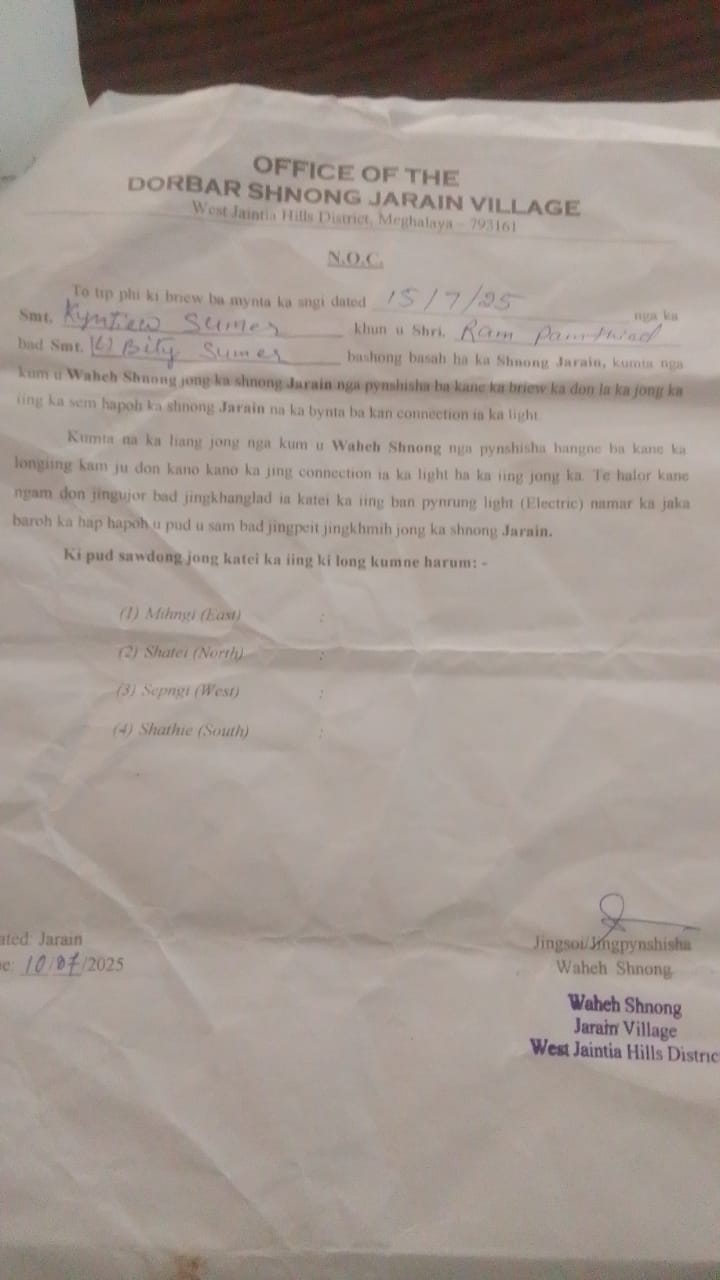 OFFICE OF THE
DORBAR SHNONG JARAIN VILLAGE
West Jaintia Hills District, Meghalaya - 793161
N.O.C.
To tip phi ki briew ba mynta ka sngi dated 15/7/25 nga ka
Smt. Kyntiew Sumer khun u Shri. Ram Pamthied
bad Smt. (L) Bity Sumer bashong basah ha ka Shnong Jarain, kumta nga
kum u Waheh Shnong jong ka shnong Jarain nga pynshisha ba kane ka briew ka don la ka jong ka
iing ka sem hapoh ka shnong Jarain na ka bynta ba kan connection ia ka light.
Kumta na ka liang jong nga kum u Waheh Shnong nga pynshisha hangne ba kane ka
longiing kam ju don kano kano ka jing connection ia ka light ha ka iing jong ka. Te halor kane
ngam don jingujor bad jingkhanglad ia katei ka iing ban pynrung light (Electric) namar ka jaka
baroh ka hap hapoh u pud u sam bad jingpeit jingkhmih jong ka shnong Jarain.
Ki pud sawdong jong katei ka iing ki long kumne harum: -
(1) Mihngi (East) :
(2) Shatei (North) :
(3) Sepngi (West) :
(4) Shathie (South) :
Jingsoi/Jingpynshisha
ated: Jarain
Waheh Shnong
e: 10/07/2025
Waheh Shnong
Jarain Village
West Jaintia Hills Distric